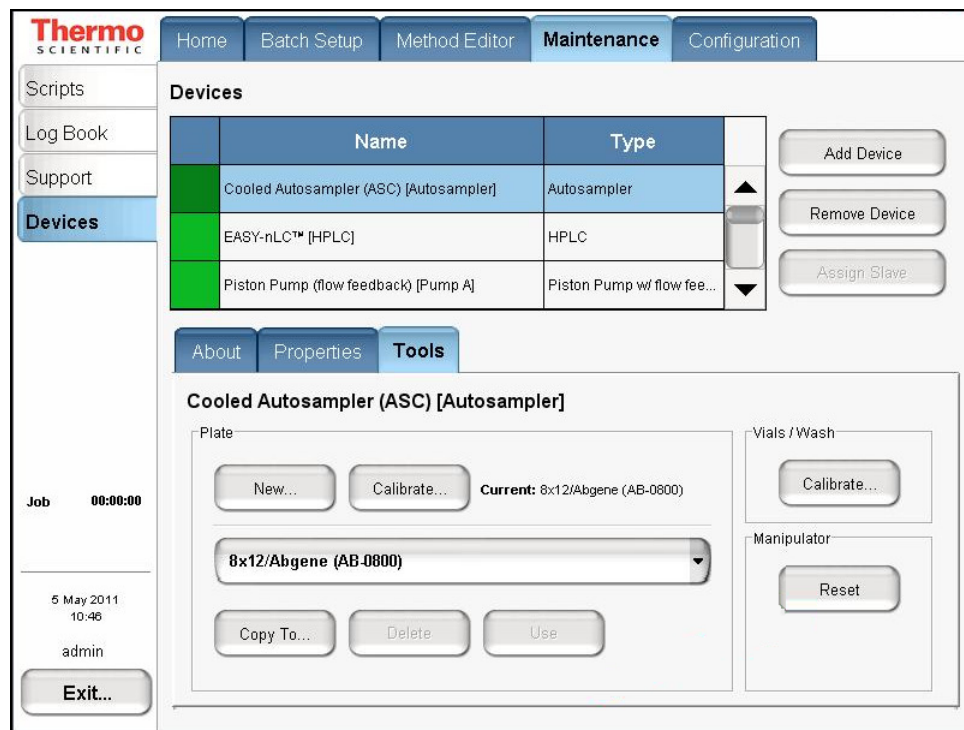 Thermo
SCIENTIFIC
Home
Batch Setup
Method Editor
Maintenance
Configuration
Scripts
Log Book
Support
Devices
Devices
Name
Type
Cooled Autosampler (ASC) [Autosampler]
Autosampler
EASY-nLC™ [HPLC]
HPLC
Piston Pump (flow feedback) [Pump A]
Piston Pump w/ flow fee...
Add Device
Remove Device
Assign Slave
About
Properties
Tools
Cooled Autosampler (ASC) [Autosampler]
Plate
New...
Calibrate...
Current: 8x12/Abgene (AB-0800)
8x12/Abgene (AB-0800)
Copy To...
Delete
Use
Vials / Wash
Calibrate...
Manipulator
Reset
Job 00:00:00
5 May 2011
10:46
admin
Exit...